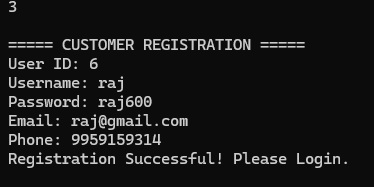 3
===== CUSTOMER REGISTRATION =====
User ID: 6
Username: raj
Password: raj600
Email: raj@gmail.com
Phone: 9959159314
Registration Successful! Please Login.